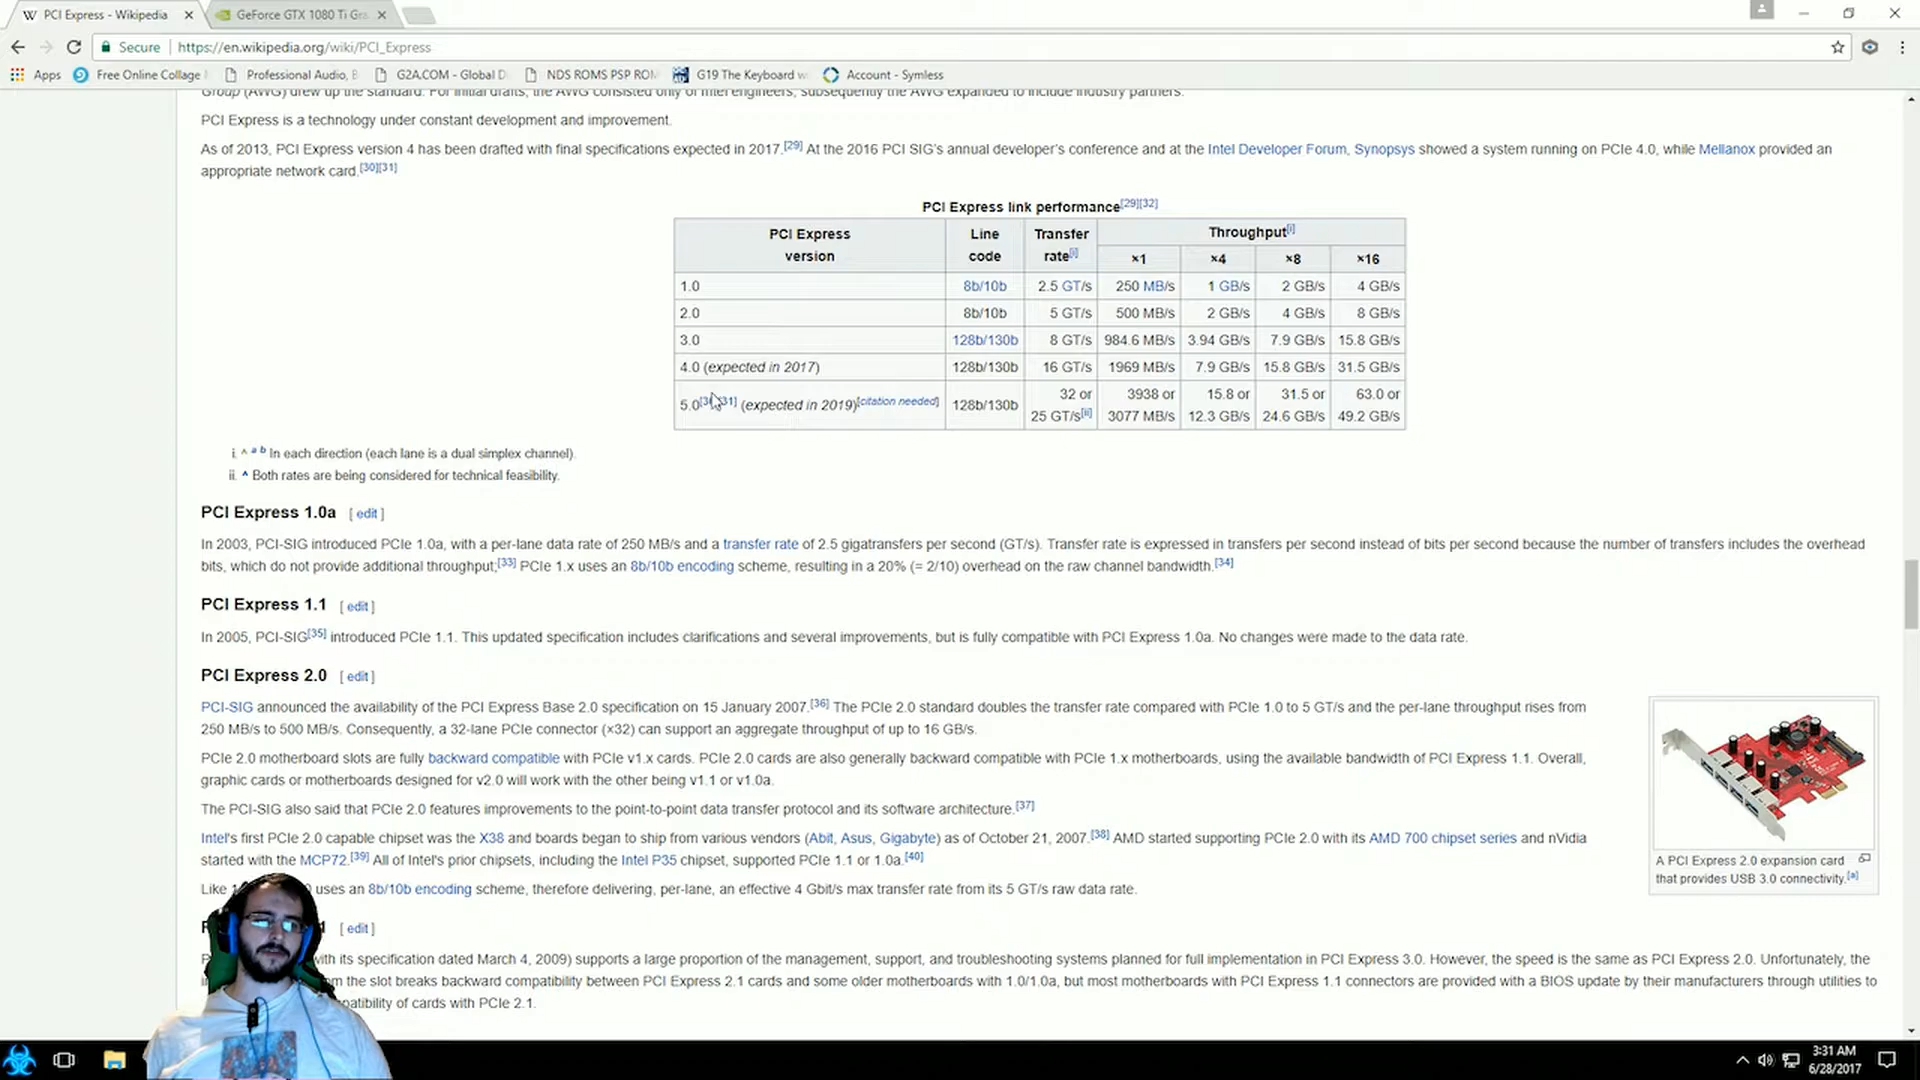 PCI Express - Wikipedia
GeForce GTX 1080 Ti Gra
Secure https://en.wikipedia.org/wiki/PCI_Express
Apps Free Online Collage Professional Audio, B G2A.COM - Global D NDS ROMS PSP ROM G19 The Keyboard w Account - Symless
Group (AWG) drew up the standard. For initial drafts, the AWG consisted only of Intel engineers; subsequently the AWG expanded to include industry partners.
PCI Express is a technology under constant development and improvement.
As of 2013, PCI Express version 4 has been drafted with final specifications expected in 2017.[29] At the 2016 PCI SIG's annual developer's conference and at the Intel Developer Forum, Synopsys showed a system running on PCIe 4.0, while Mellanox provided an
appropriate network card.[30][31]
PCI Express link performance[29][32]
PCI Express version Line code Transfer rate[i] Throughput[i]
×1 ×4 ×8 ×16
1.0 8b/10b 2.5 GT/s 250 MB/s 1 GB/s 2 GB/s 4 GB/s
2.0 8b/10b 5 GT/s 500 MB/s 2 GB/s 4 GB/s 8 GB/s
3.0 128b/130b 8 GT/s 984.6 MB/s 3.94 GB/s 7.9 GB/s 15.8 GB/s
4.0 (expected in 2017) 128b/130b 16 GT/s 1969 MB/s 7.9 GB/s 15.8 GB/s 31.5 GB/s
5.0 (expected in 2019)[citation needed] 128b/130b 32 or 25 GT/s[ii] 3938 or 3077 MB/s 15.8 or 12.3 GB/s 31.5 or 24.6 GB/s 63.0 or 49.2 GB/s
i. ^ a b In each direction (each lane is a dual simplex channel).
ii. ^ Both rates are being considered for technical feasibility.
PCI Express 1.0a [ edit ]
In 2003, PCI-SIG introduced PCIe 1.0a, with a per-lane data rate of 250 MB/s and a transfer rate of 2.5 gigatransfers per second (GT/s). Transfer rate is expressed in transfers per second instead of bits per second because the number of transfers includes the overhead
bits, which do not provide additional throughput;[33] PCIe 1.x uses an 8b/10b encoding scheme, resulting in a 20% (= 2/10) overhead on the raw channel bandwidth.[34]
PCI Express 1.1 [ edit ]
In 2005, PCI-SIG[35] introduced PCIe 1.1. This updated specification includes clarifications and several improvements, but is fully compatible with PCI Express 1.0a. No changes were made to the data rate.
PCI Express 2.0 [ edit ]
PCI-SIG announced the availability of the PCI Express Base 2.0 specification on 15 January 2007.[36] The PCIe 2.0 standard doubles the transfer rate compared with PCIe 1.0 to 5 GT/s and the per-lane throughput rises from
250 MB/s to 500 MB/s. Consequently, a 32-lane PCIe connector (×32) can support an aggregate throughput of up to 16 GB/s.
PCIe 2.0 motherboard slots are fully backward compatible with PCIe v1.x cards. PCIe 2.0 cards are also generally backward compatible with PCIe 1.x motherboards, using the available bandwidth of PCI Express 1.1. Overall,
graphic cards or motherboards designed for v2.0 will work with the other being v1.1 or v1.0a.
The PCI-SIG also said that PCIe 2.0 features improvements to the point-to-point data transfer protocol and its software architecture.[37]
Intel's first PCIe 2.0 capable chipset was the X38 and boards began to ship from various vendors (Abit, Asus, Gigabyte) as of October 21, 2007.[38] AMD started supporting PCIe 2.0 with its AMD 700 chipset series and nVidia
started with the MCP72.[39] All of Intel's prior chipsets, including the Intel P35 chipset, supported PCIe 1.1 or 1.0a.[40]
A PCI Express 2.0 expansion card
that provides USB 3.0 connectivity.[a]
Like uses an 8b/10b encoding scheme, therefore delivering, per-lane, an effective 4 Gbit/s max transfer rate from its 5 GT/s raw data rate.
[ edit ]
with its specification dated March 4, 2009) supports a large proportion of the management, support, and troubleshooting systems planned for full implementation in PCI Express 3.0. However, the speed is the same as PCI Express 2.0. Unfortunately, the
the slot breaks backward compatibility between PCI Express 2.1 cards and some older motherboards with 1.0/1.0a, but most motherboards with PCI Express 1.1 connectors are provided with a BIOS update by their manufacturers through utilities to
of cards with PCIe 2.1.
3:31 AM
6/28/2017